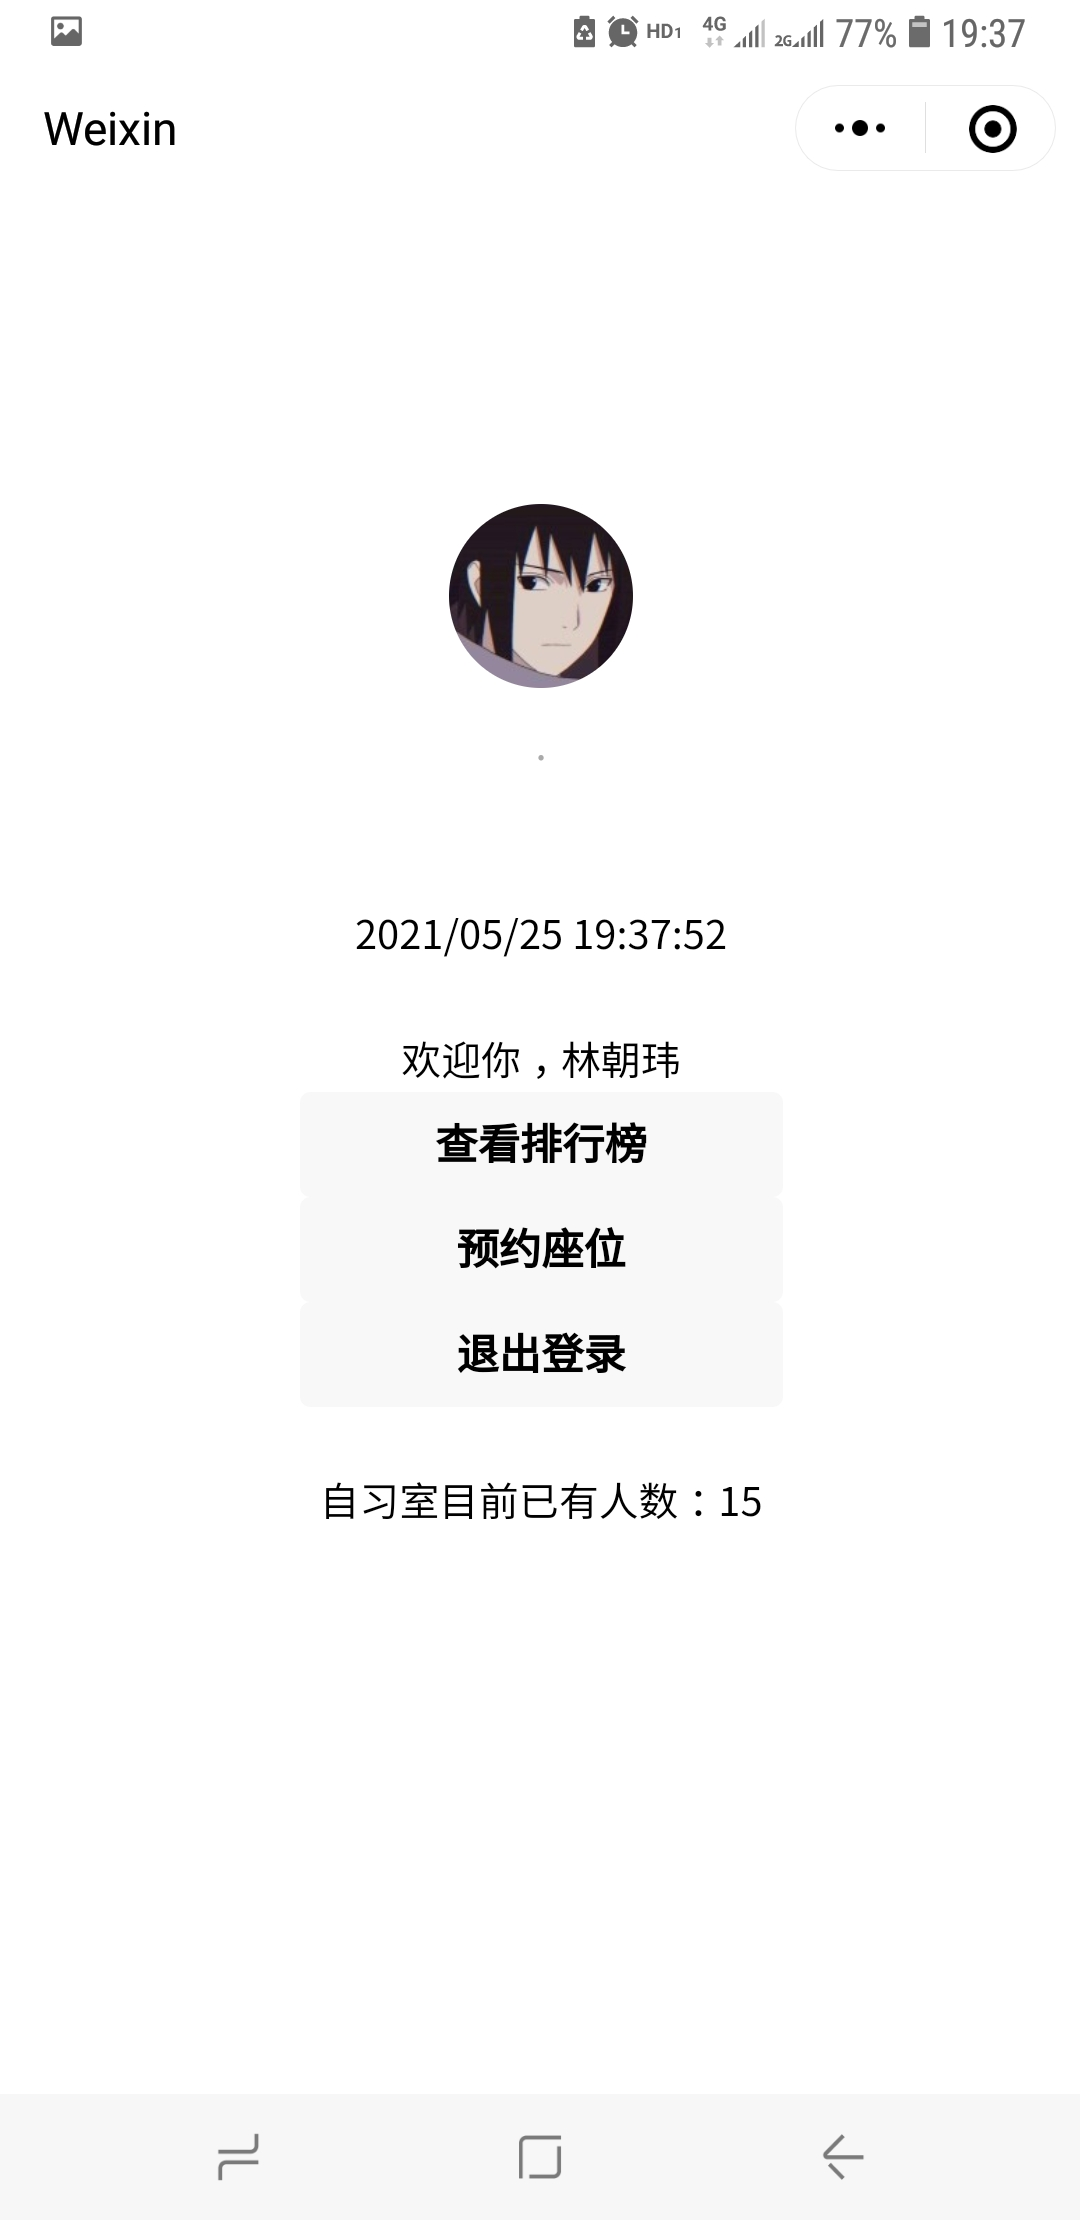 HD1 4G 2G 77% 19:37
Weixin
.
2021/05/25 19:37:52
欢迎你，林朝玮
查看排行榜
预约座位
退出登录
自习室目前已有人数：15